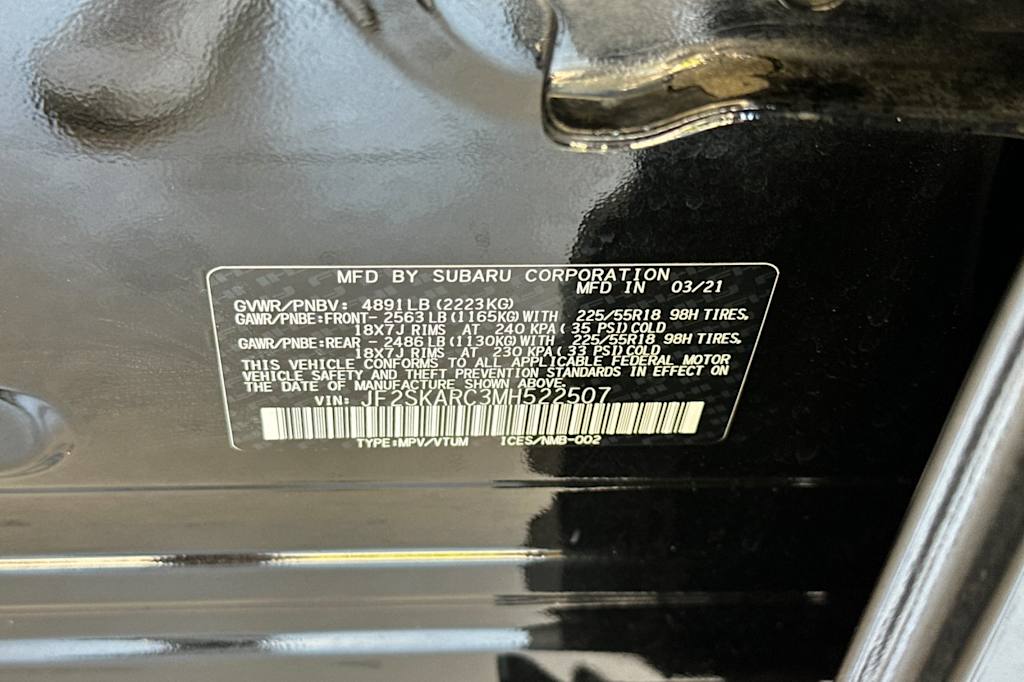 MFD BY SUBARU CORPORATION
MFD IN 03/21
GVWR/PNBV: 4891LB(2223KG)
GAWR/PNBE:FRONT- 2563LB(1165KG)WITH 225/55R18 98H TIRES,
18X7J RIMS AT 240 KPA( 35 PSI)COLD
GAWR/PNBE:REAR - 2486LB(1130KG)WITH 225/55R18 98H TIRES,
18X7J RIMS AT 230 KPA( 33 PSI)COLD
THIS VEHICLE CONFORMS TO ALL APPLICABLE FEDERAL MOTOR
VEHICLE SAFETY AND THEFT PREVENTION STANDARDS IN EFFECT ON
THE DATE OF MANUFACTURE SHOWN ABOVE.
VIN: JF2SKARC3MH522507
TYPE:MPV/VTUM ICES/NMB-002